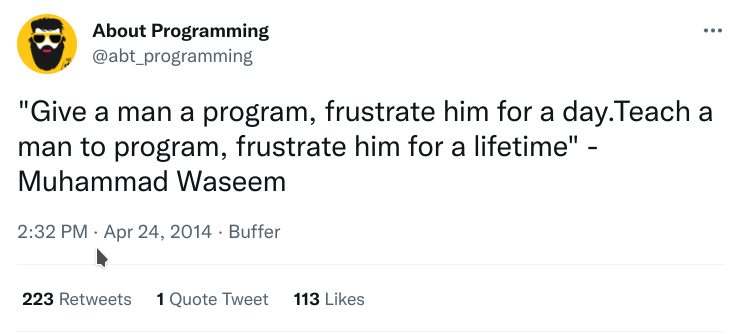 About Programming
@abt_programming
"Give a man a program, frustrate him for a day.Teach a
man to program, frustrate him for a lifetime" -
Muhammad Waseem
2:32 PM · Apr 24, 2014 · Buffer
223 Retweets 1 Quote Tweet 113 Likes